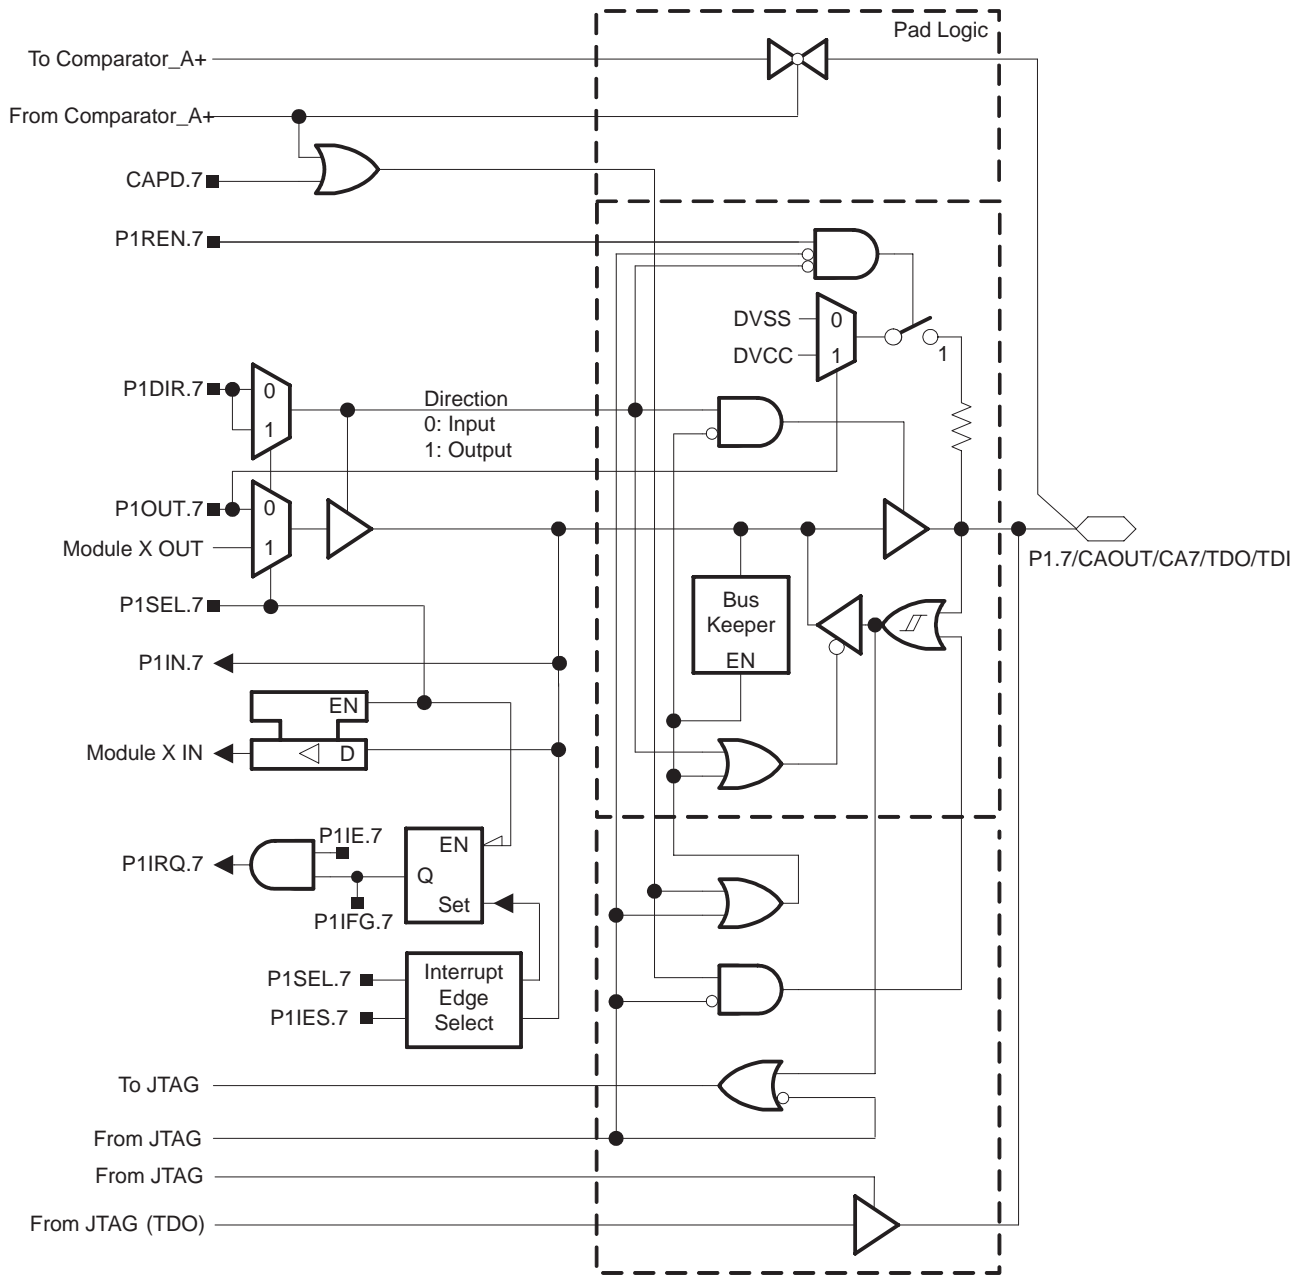 Pad Logic
To Comparator_A+
From Comparator_A+
CAPD.7
P1REN.7
DVSS
0
DVCC
1
1
P1DIR.7
0
1
Direction
0: Input
1: Output
P1OUT.7
0
Module X OUT
1
P1.7/CAOUT/CA7/TDO/TDI
P1SEL.7
Bus
Keeper
EN
P1IN.7
EN
Module X IN
D
P1IE.7
P1IRQ.7
EN
Q
Set
P1IFG.7
P1SEL.7
P1IES.7
Interrupt
Edge
Select
To JTAG
From JTAG
From JTAG
From JTAG (TDO)